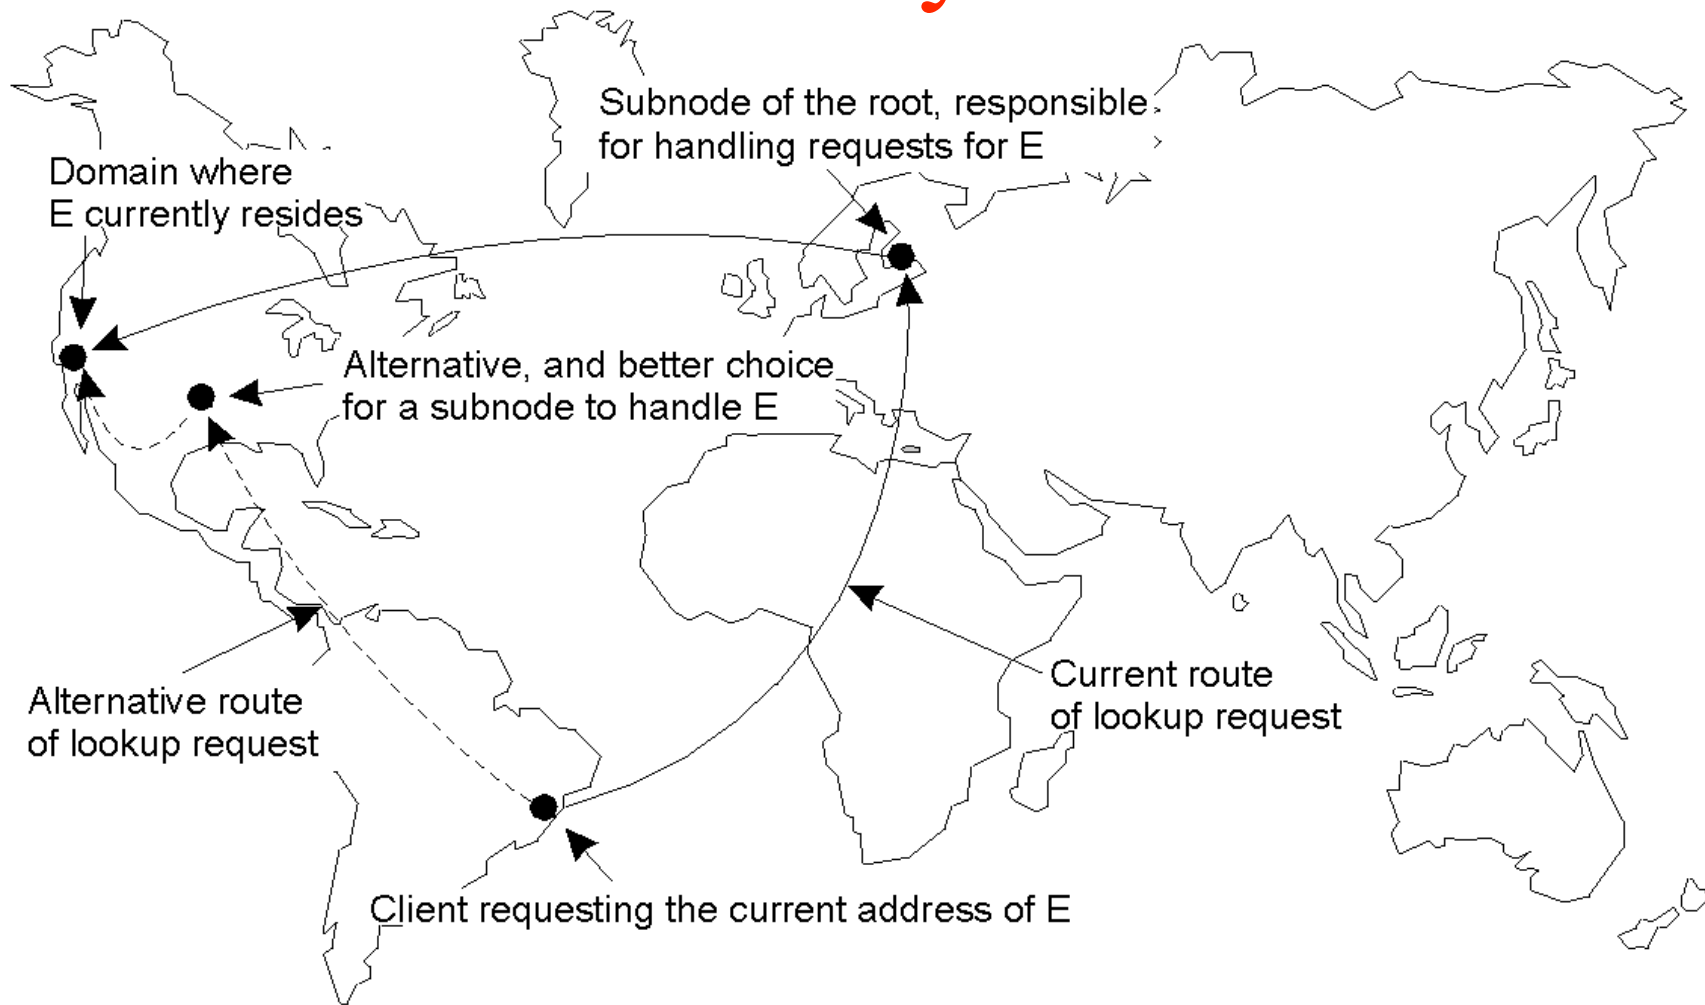 Subnode of the root, responsible
for handling requests for E
Domain where
E currently resides
Alternative, and better choice
for a subnode to handle E
Current route
of lookup request
Alternative route
of lookup request
Client requesting the current address of E